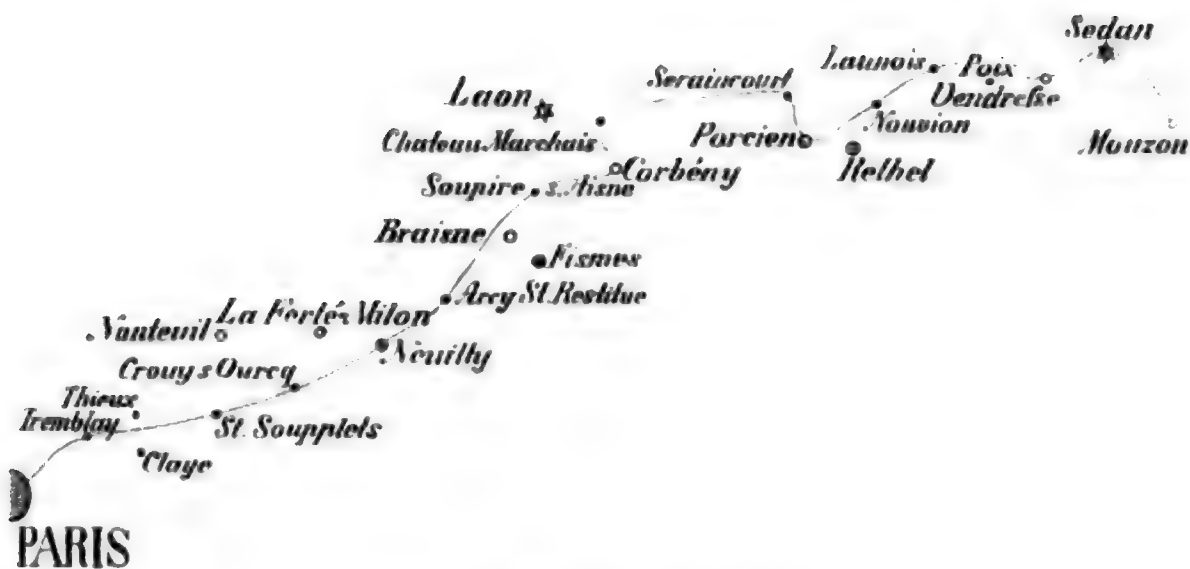 Sedan
Launois
Poix
Vendresse
Seraincourt
Laon
Nouvion
Mouzon
Chateau Marchais
Porcien
Rethel
Corbény
Soupire s. Aisne
Braisne
Fismes
Arcy St. Restitue
La Ferté-Milon
Nanteuil
Neuilly
Crouy s Ourcq
Thieux
Tremblay
St. Soupplets
Claye
PARIS